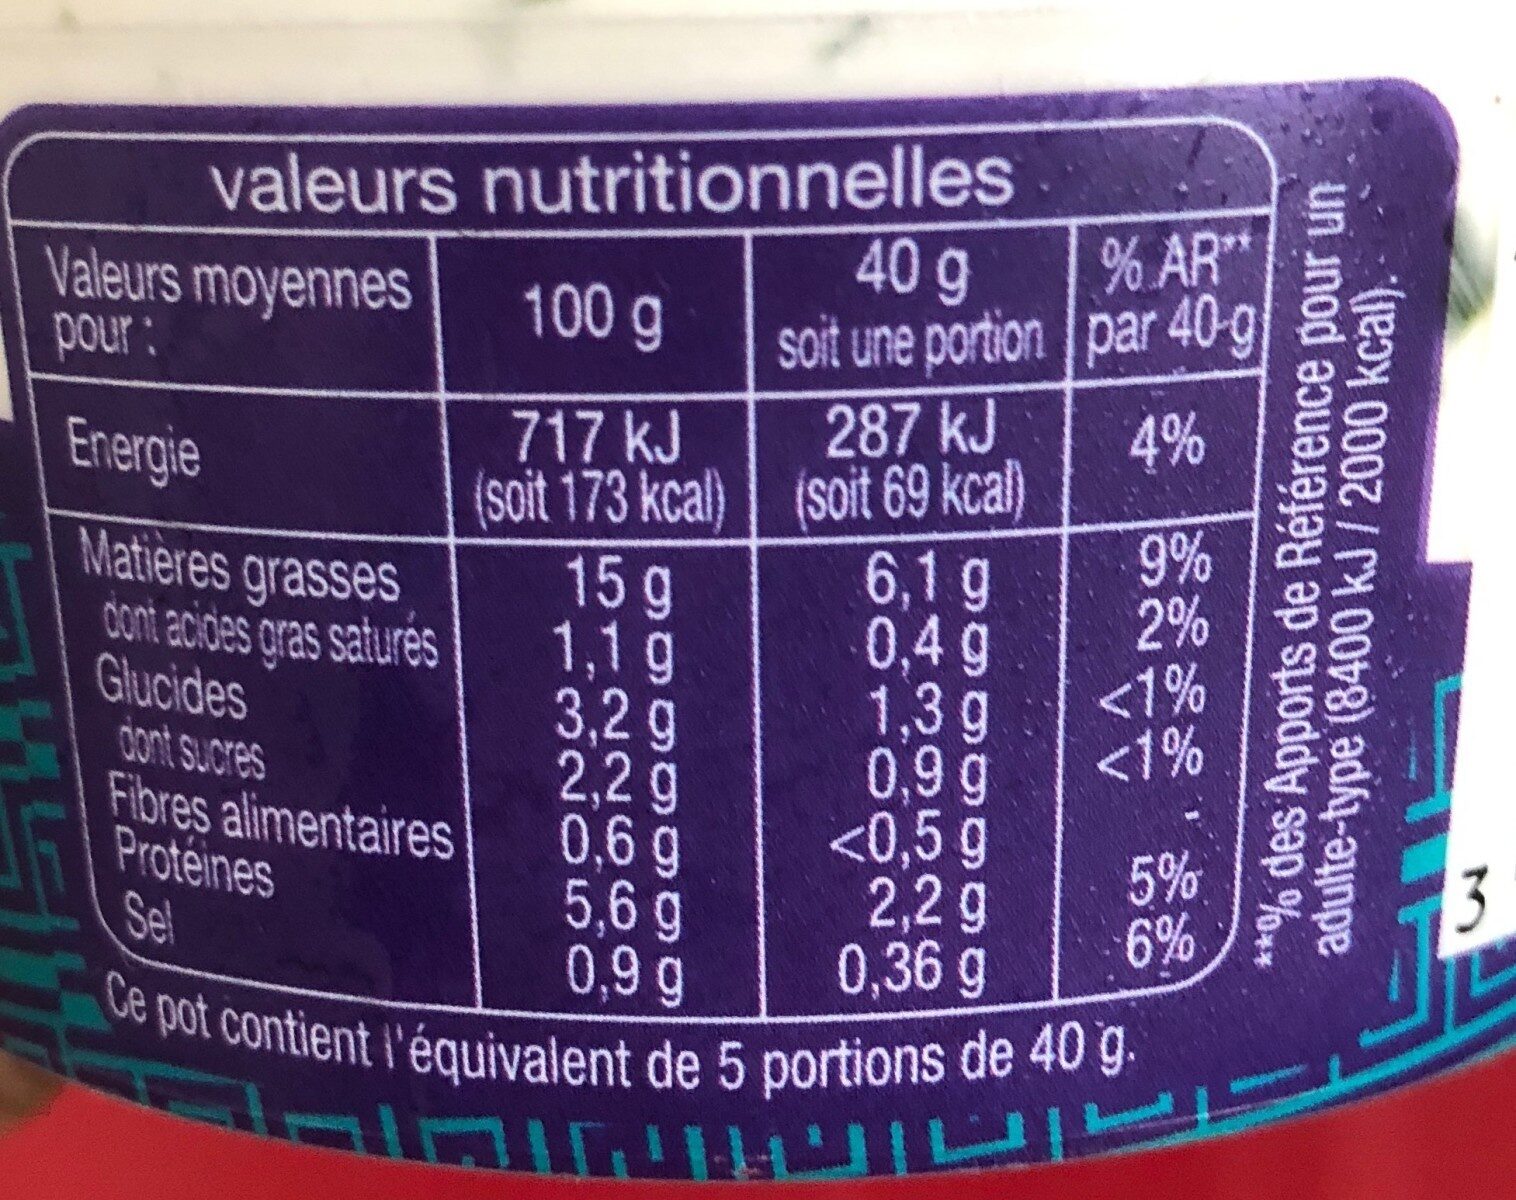 valeurs nutritionnelles
Valeurs moyennes pour : 100 g 40 g soit une portion % AR** par 40 g
Energie 717 kJ (soit 173 kcal) 287 kJ (soit 69 kcal) 4%
Matières grasses 15 g 6,1 g 9%
dont acides gras saturés 1,1 g 0,4 g 2%
Glucides 3,2 g 1,3 g <1%
dont sucres 2,2 g 0,9 g <1%
Fibres alimentaires 0,6 g <0,5 g -
Protéines 5,6 g 2,2 g 5%
Sel 0,9 g 0,36 g 6%
Ce pot contient l'équivalent de 5 portions de 40 g.
**% des Apports de Référence pour un
adulte-type (8400 kJ / 2000 kcal).
3